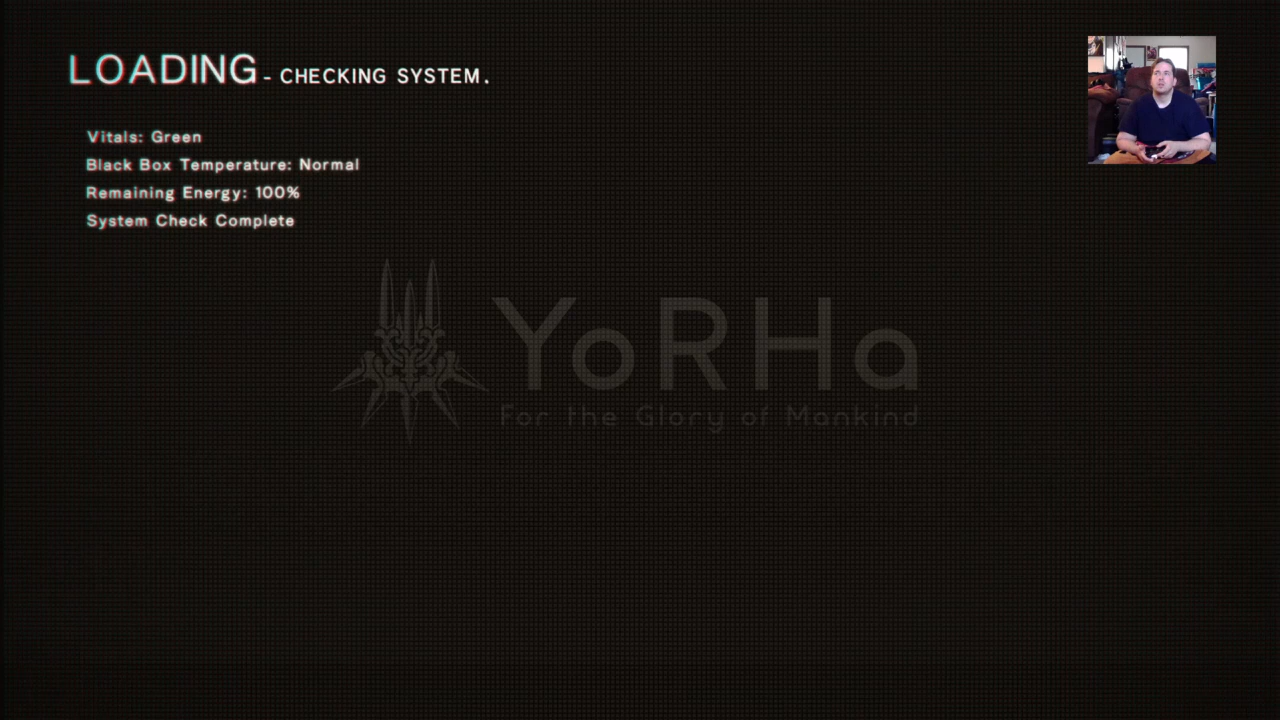 LOADING - CHECKING SYSTEM.
Vitals: Green
Black Box Temperature: Normal
Remaining Energy: 100%
System Check Complete
YoRHa
For the Glory of Mankind